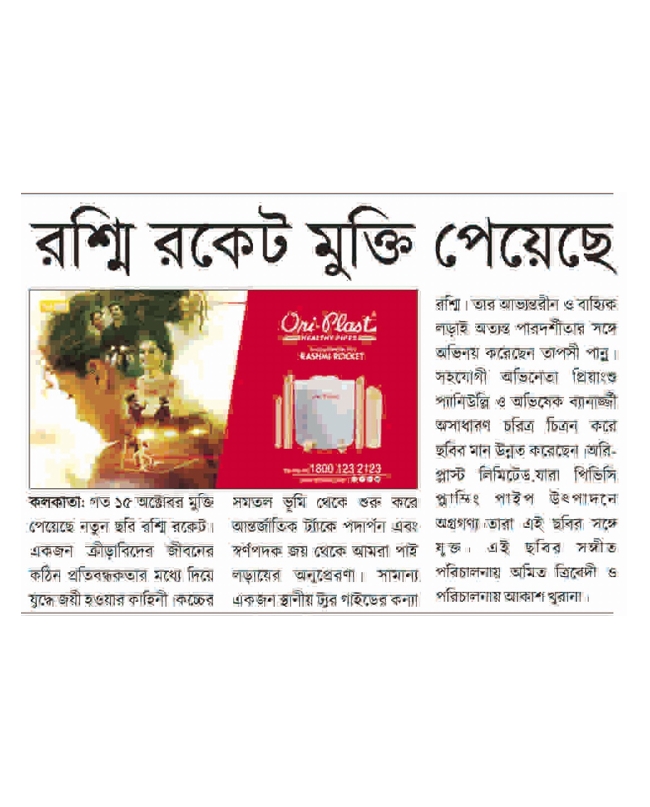 রশ্মি রকেট মুক্তি পেয়েছে
Ori-Plast
HEALTHY PIPES
RASHMI ROCKET
1800 123 2123
কলকাতা: গত ১৫ অক্টোবর মুক্তি
পেয়েছে নতুন ছবি রশ্মি রকেট।
একজন ক্রীড়াবিদের জীবনের
কঠিন প্রতিবন্ধকতার মধ্যে দিয়ে
যুদ্ধে জয়ী হওয়ার কাহিনী।কচ্ছের
সমতল ভূমি থেকে শুরু করে
আন্তর্জাতিক ট্র্যাকে পদার্পন এবং
স্বর্ণপদক জয় থেকে আমরা পাই
লড়ায়ের অনুপ্রেরণা। সামান্য
একজন স্থানীয় ট্যুর গাইডের কন্যা
রশ্মি। তার আভ্যন্তরীন ও বাহ্যিক
লড়াই অত্যন্ত পারদর্শীতার সঙ্গে
অভিনয় করেছেন তাপসী পান্নু।
সহযোগী অভিনেতা প্রিয়াংশু
প্যানিউল্লি ও অভিষেক ব্যানার্জ্জী
অসাধারণ চরিত্র চিত্রন করে
ছবির মান উন্নত করেছেন।অরি-
প্লাস্ট লিমিটেড,যারা পিভিসি
প্লাম্বিং পাইপ উৎপাদনে
অগ্রগণ্য,তারা এই ছবির সঙ্গে
যুক্ত। এই ছবির সঙ্গীত
পরিচালনায় অমিত ত্রিবেদী ও
পরিচালনায় আকাশ খুরানা।